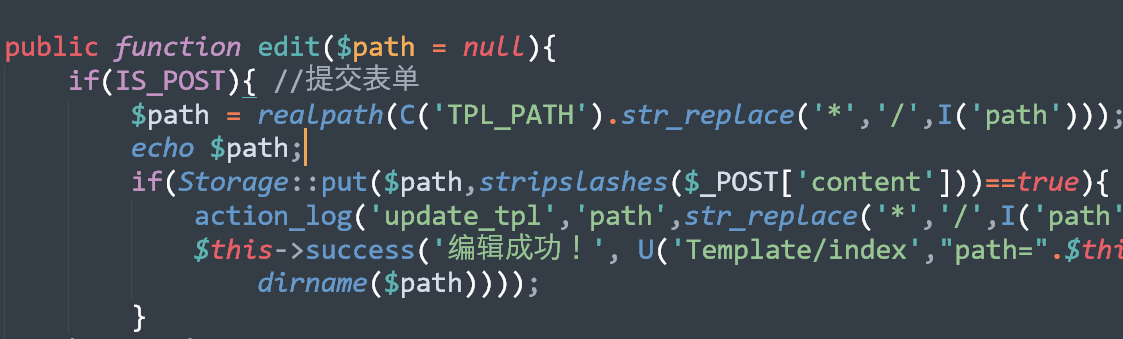 public function edit($path = null){
if(IS_POST){ //提交表单
$path = realpath(C('TPL_PATH').str_replace('*','/',I('path')));
echo $path;
if(Storage::put($path,stripslashes($_POST['content']))==true){
action_log('update_tpl','path',str_replace('*','/',I('path'
$this->success('编辑成功！', U('Template/index',"path=".$thi
dirname($path))));
}